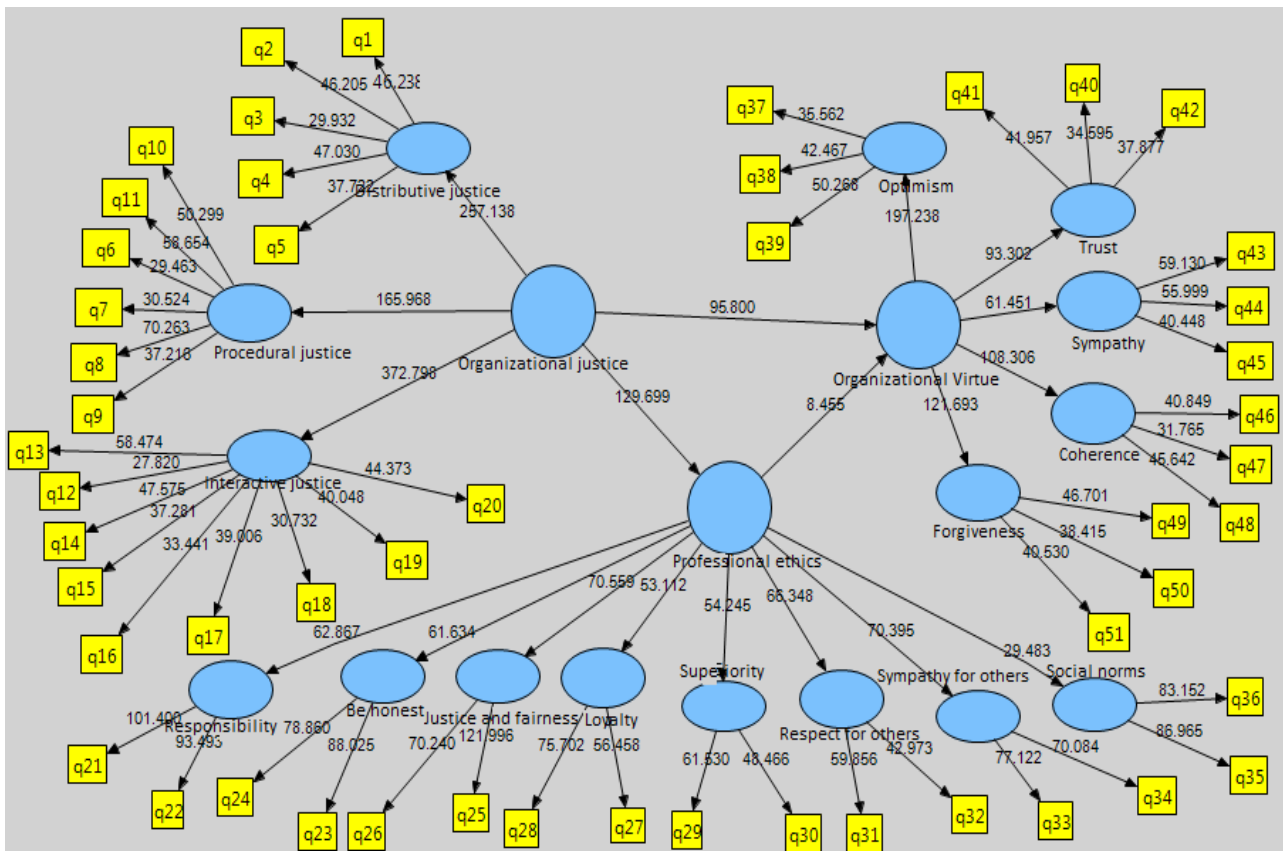 q1
q2
46.205
46.238
q3
29.932
q4
47.030
q5
Distributive justice
257.138
q10
q11
q6
50.299
58.654
29.463
q7
30.524
q8
70.263
q9
37.218
Procedural justice
165.968
Organizational justice
95.800
372.798
129.699
q13
58.474
q12
27.820
q14
47.575
q15
37.281
q16
33.441
q17
39.006
q18
30.732
q19
40.048
q20
44.373
Interactive justice
q37
35.562
q38
42.467
q39
50.268
Optimism
197.238
q41
q40
q42
41.957
34.595
37.877
Trust
93.302
q43
59.130
q44
55.999
q45
40.448
Sympathy
61.451
Organizational Virtue
108.306
121.693
8.455
q46
40.849
q47
31.765
q48
45.642
Coherence
q49
46.701
q50
38.415
q51
40.530
Forgiveness
Professional ethics
62.867
61.634
70.559
53.112
54.245
66.348
70.395
29.483
Responsibility
101.400
q21
q22
Be honest
78.860
88.025
q24
q23
Justice and fairness
70.240
121.996
q26
q25
Loyalty
75.702
56.458
q28
q27
Superiority
61.530
48.466
q29
q30
Respect for others
59.856
42.973
q31
q32
Sympathy for others
77.122
70.084
q33
q34
Social norms
83.152
86.965
q36
q35